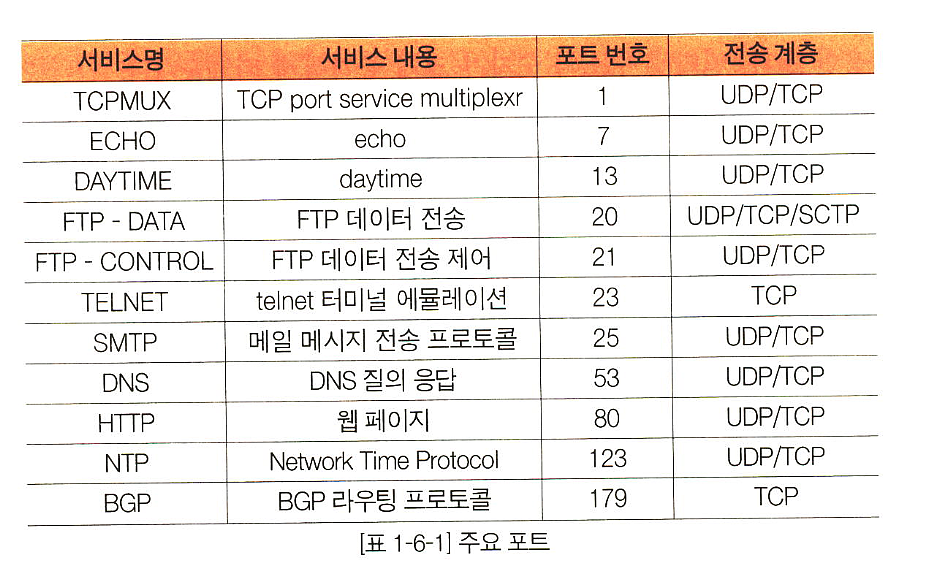 서비스명 서비스 내용 포트 번호 전송 계층
TCPMUX TCP port service multiplexr 1 UDP/TCP
ECHO echo 7 UDP/TCP
DAYTIME daytime 13 UDP/TCP
FTP - DATA FTP 데이터 전송 20 UDP/TCP/SCTP
FTP - CONTROL FTP 데이터 전송 제어 21 UDP/TCP
TELNET telnet 터미널 에뮬레이션 23 TCP
SMTP 메일 메시지 전송 프로토콜 25 UDP/TCP
DNS DNS 질의 응답 53 UDP/TCP
HTTP 웹 페이지 80 UDP/TCP
NTP Network Time Protocol 123 UDP/TCP
BGP BGP 라우팅 프로토콜 179 TCP
[표 1-6-1] 주요 포트